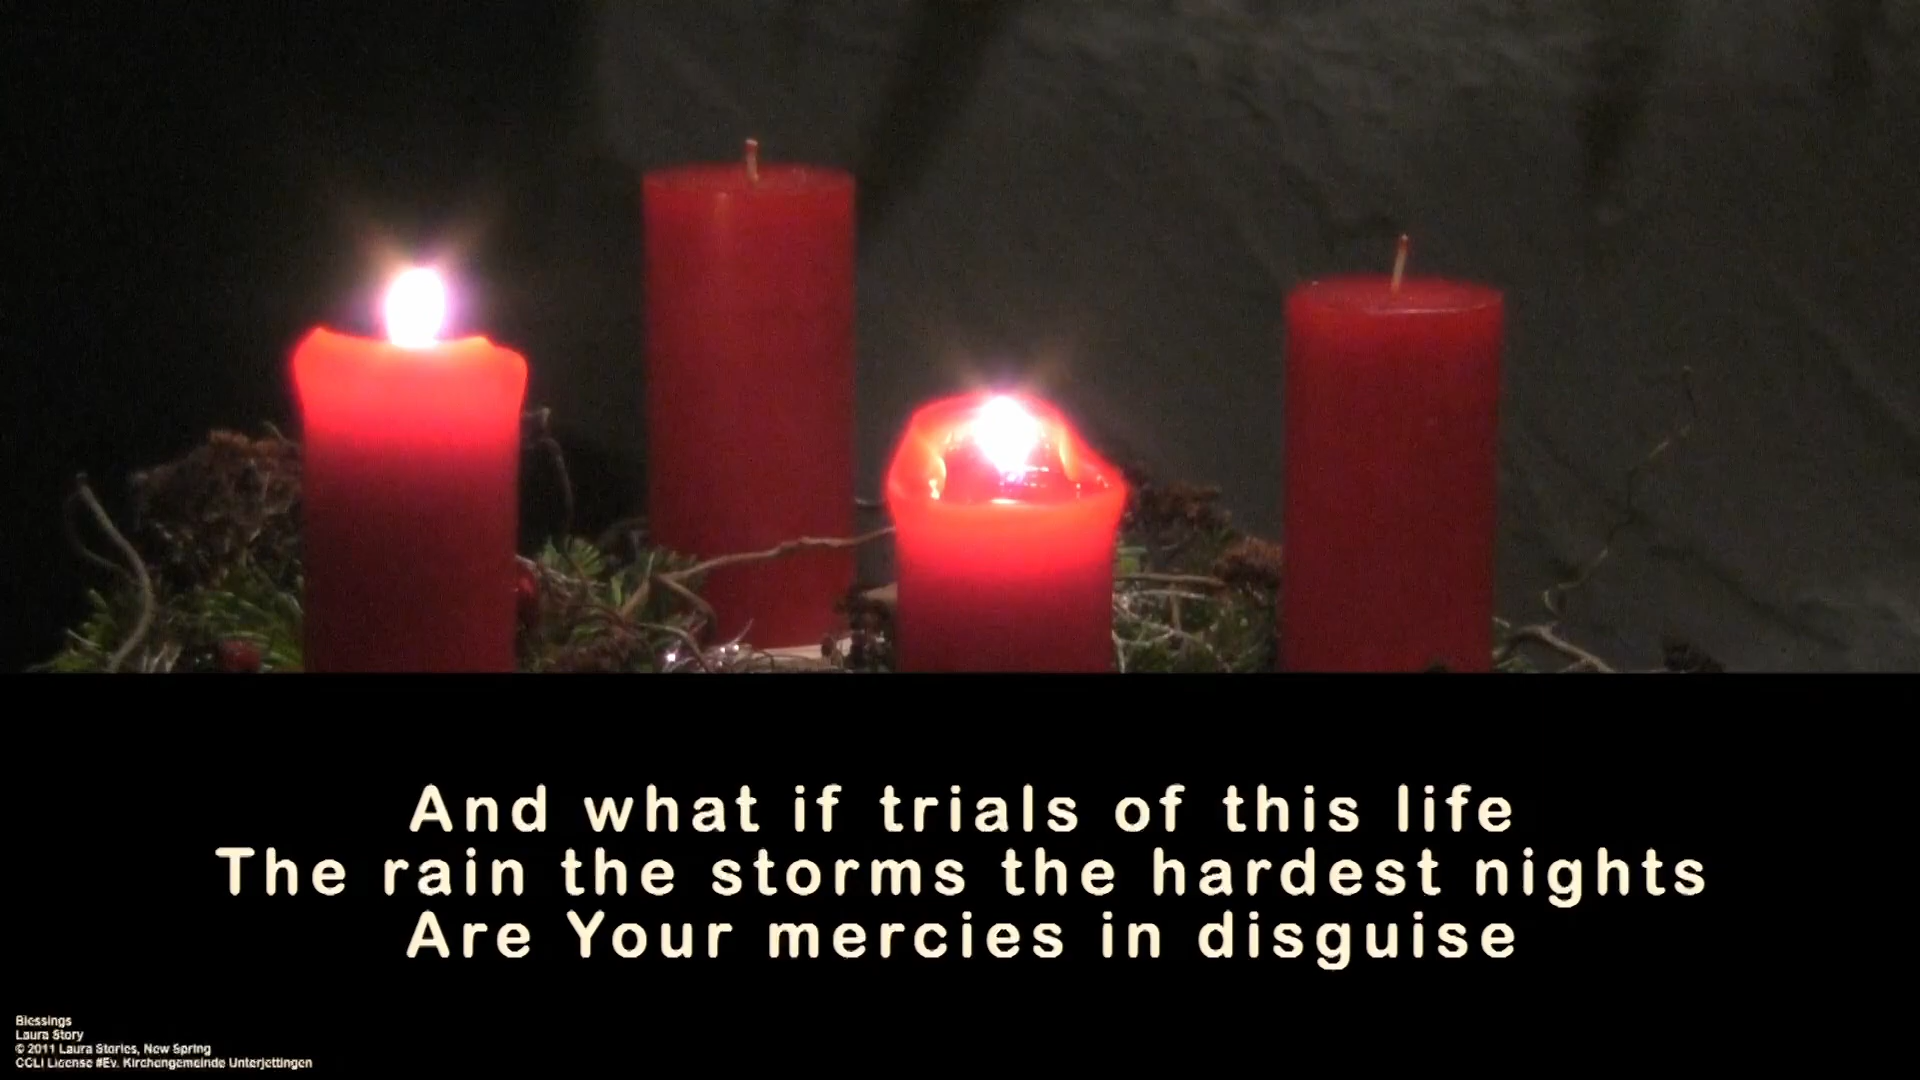 And what if trials of this life
The rain the storms the hardest nights
Are Your mercies in disguise
Blessings
Laura Story
© 2011 Laura Stories, New Spring
CCLI License #Ev. Kirchengemeinde Unterjettingen